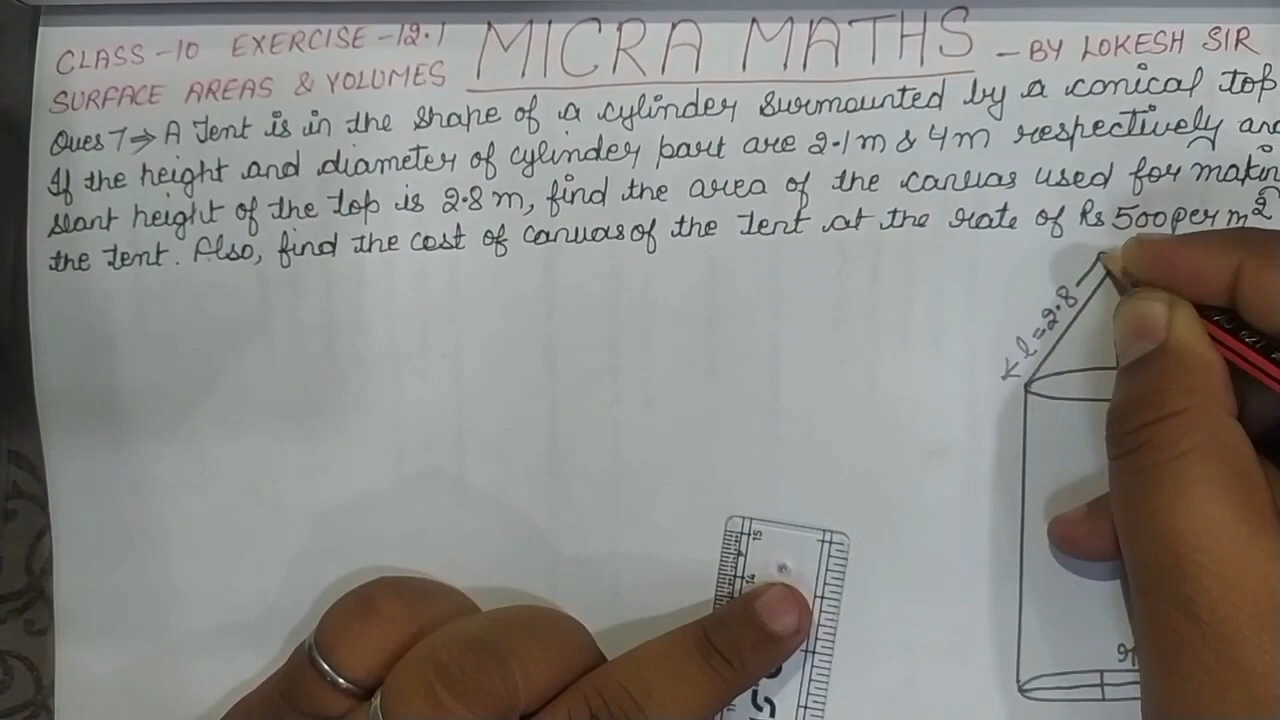 CLASS-10 EXERCISE-12.1 MICRA MATHS - BY LOKESH SIR
SURFACE AREAS & VOLUMES
Ques 7⇒ A Tent is in the shape of a cylinder surmounted by a conical top
If the height and diameter of cylinder part are 2.1m & 4m respectively and
slant height of the top is 2.8 m, find the area of the canvas used for makin
the tent. Also, find the cost of canvas of the tent at the rate of Rs 500 per m²
l=2.8
15
14